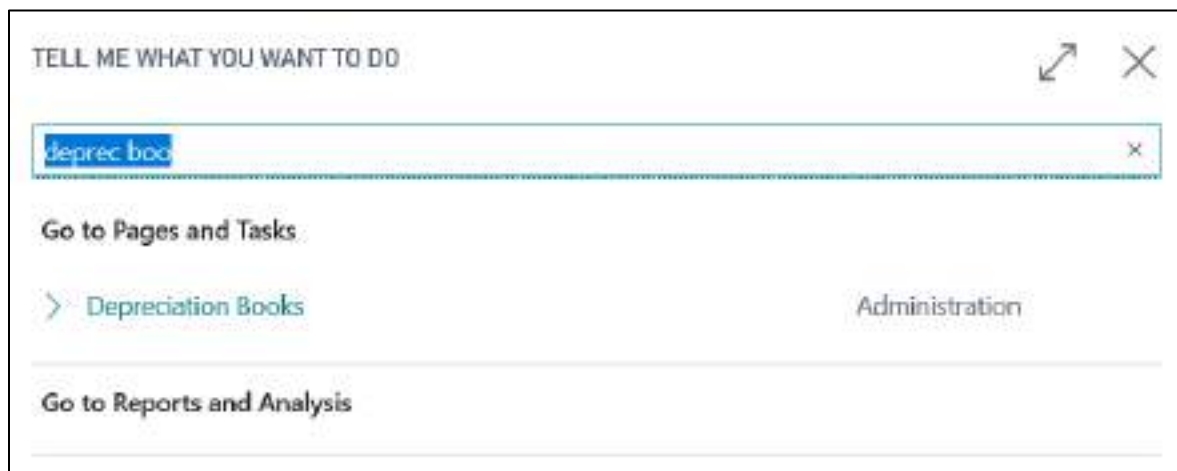 TELL ME WHAT YOU WANT TO DO
deprec boo
Go to Pages and Tasks
Depreciation Books Administration
Go to Reports and Analysis